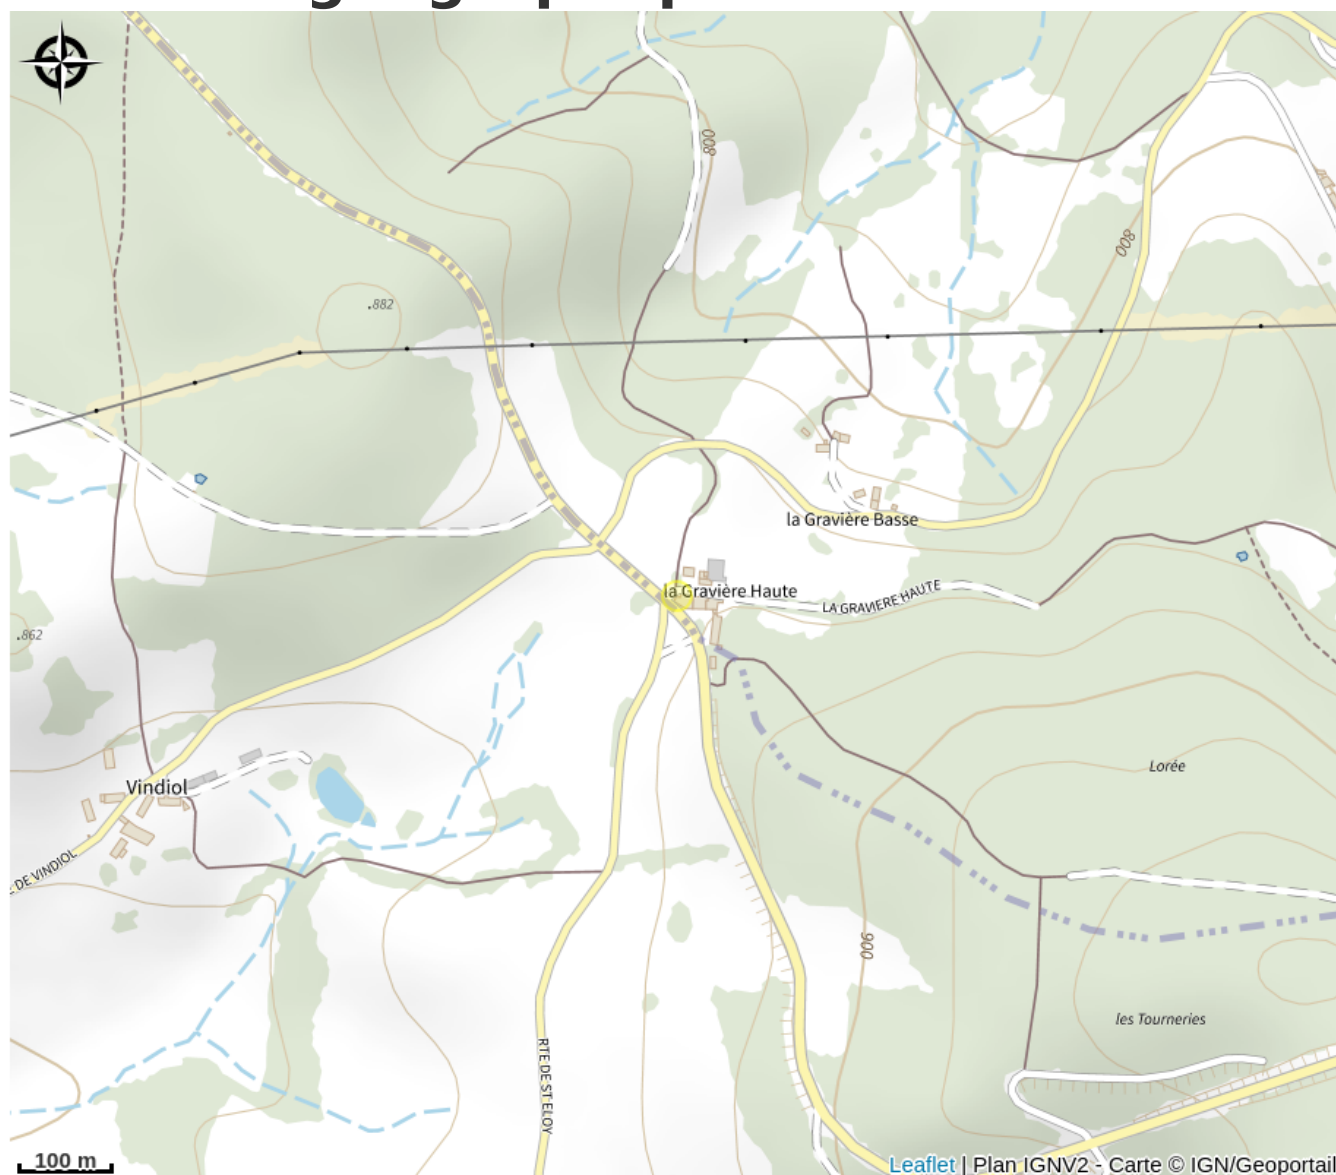 800
800
.882
la Gravière Basse
la Gravière Haute
LA GRAVIERE HAUTE
.862
Lorée
Vindiol
DE VINDIOL
900
les Tourneries
RTE DE ST ELOY
100 m
Leaflet | Plan IGNV2 - Carte © IGN/Geoportail